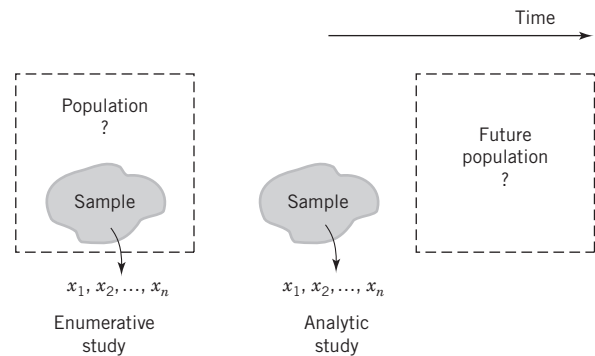 Time
Population
?
Sample
x1, x2,…, xn
Enumerative
study
Sample
x1, x2,…, xn
Analytic
study
Future
population
?